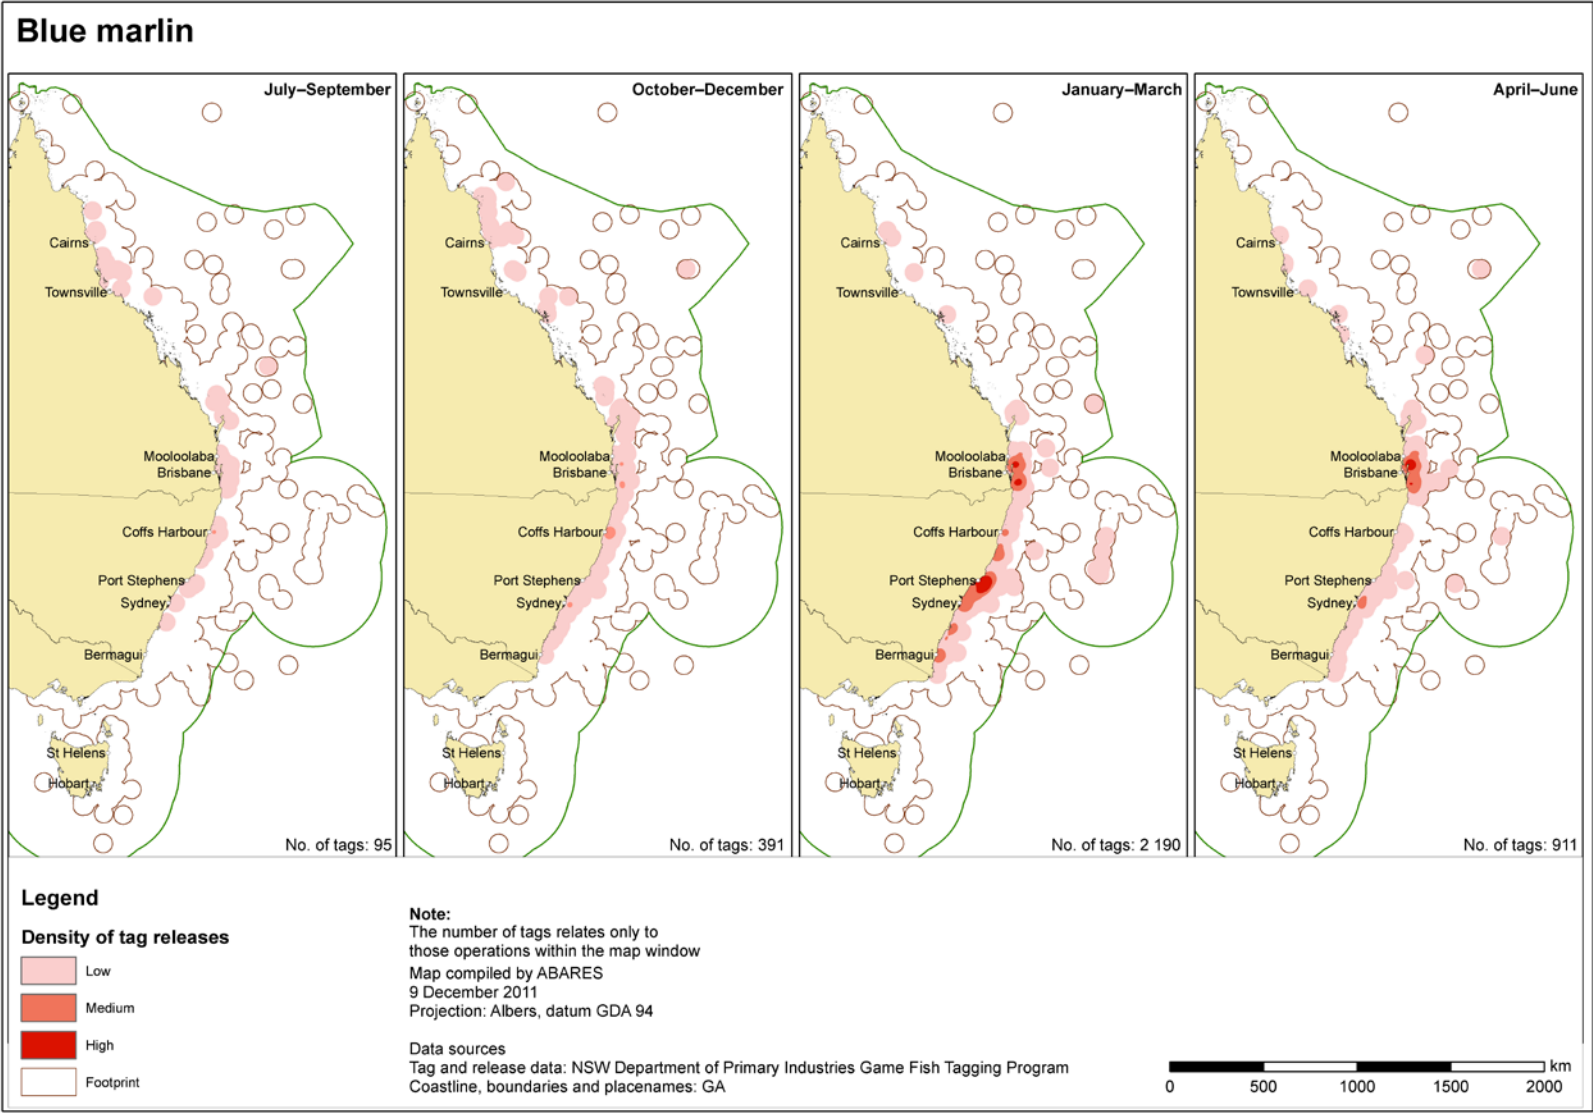 Blue marlin
July–September
Cairns
Townsville
Mooloolaba
Brisbane
Coffs Harbour
Port Stephens
Sydney
Bermagui
St Helens
Hobart
No. of tags: 95
October–December
Cairns
Townsville
Mooloolaba
Brisbane
Coffs Harbour
Port Stephens
Sydney
Bermagui
St Helens
Hobart
No. of tags: 391
January–March
Cairns
Townsville
Mooloolaba
Brisbane
Coffs Harbour
Port Stephens
Sydney
Bermagui
St Helens
Hobart
No. of tags: 2 190
April–June
Cairns
Townsville
Mooloolaba
Brisbane
Coffs Harbour
Port Stephens
Sydney
Bermagui
St Helens
Hobart
No. of tags: 911
Legend
Density of tag releases
Low
Medium
High
Footprint
Note:
The number of tags relates only to
those operations within the map window
Map compiled by ABARES
9 December 2011
Projection: Albers, datum GDA 94
Data sources
Tag and release data: NSW Department of Primary Industries Game Fish Tagging Program
Coastline, boundaries and placenames: GA
km
0 500 1000 1500 2000